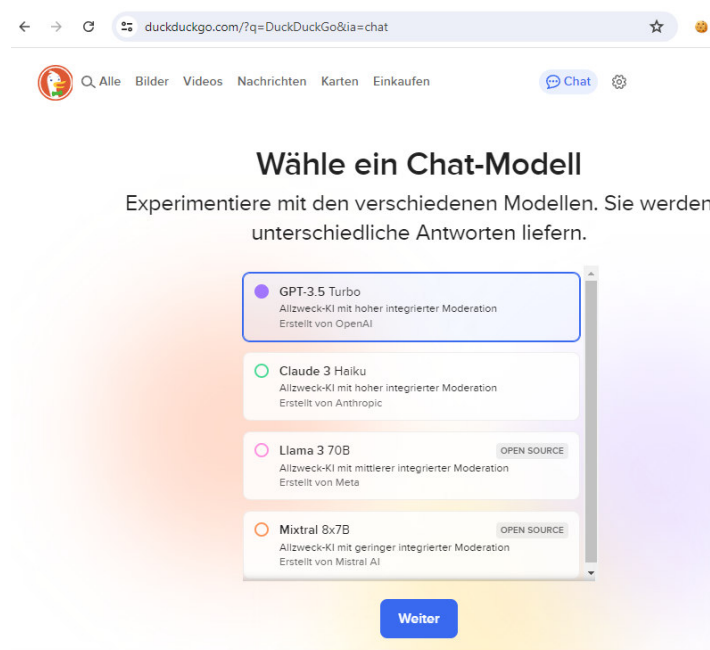 duckduckgo.com/?q=DuckDuckGo&ia=chat
Alle Bilder Videos Nachrichten Karten Einkaufen Chat
Wähle ein Chat-Modell
Experimentiere mit den verschiedenen Modellen. Sie werden
unterschiedliche Antworten liefern.
GPT-3.5 Turbo
Allzweck-KI mit hoher integrierter Moderation
Erstellt von OpenAI
Claude 3 Haiku
Allzweck-KI mit hoher integrierter Moderation
Erstellt von Anthropic
Llama 3 70B OPEN SOURCE
Allzweck-KI mit mittlerer integrierter Moderation
Erstellt von Meta
Mixtral 8x7B OPEN SOURCE
Allzweck-KI mit geringer integrierter Moderation
Erstellt von Mistral AI
Weiter